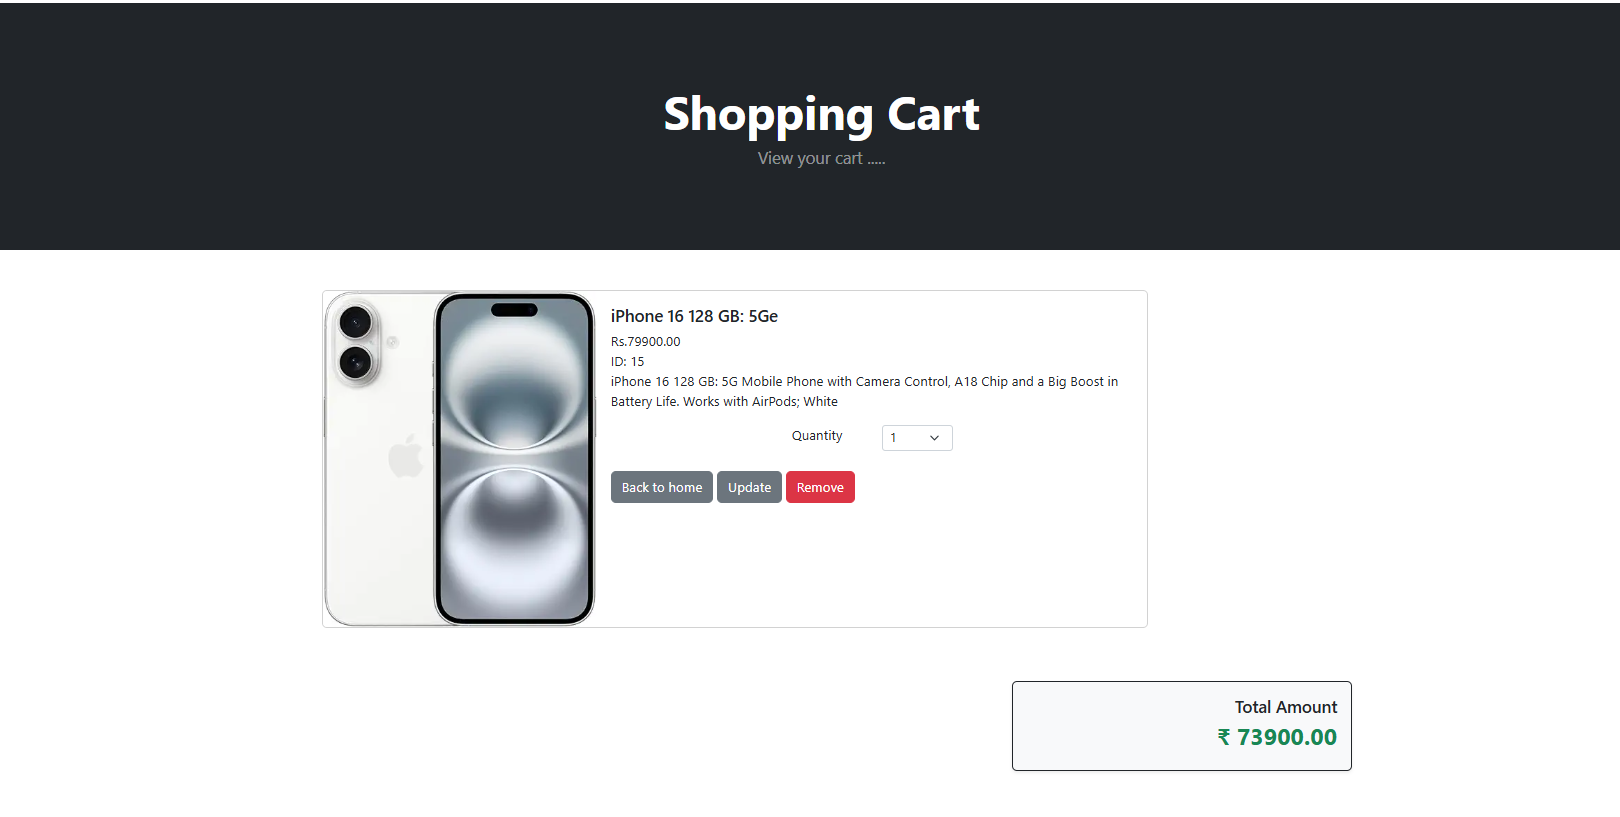 Shopping Cart
View your cart .....
iPhone 16 128 GB: 5Ge
Rs.79900.00
ID: 15
iPhone 16 128 GB: 5G Mobile Phone with Camera Control, A18 Chip and a Big Boost in
Battery Life. Works with AirPods; White
Quantity 1
Back to home Update Remove
Total Amount
₹ 73900.00